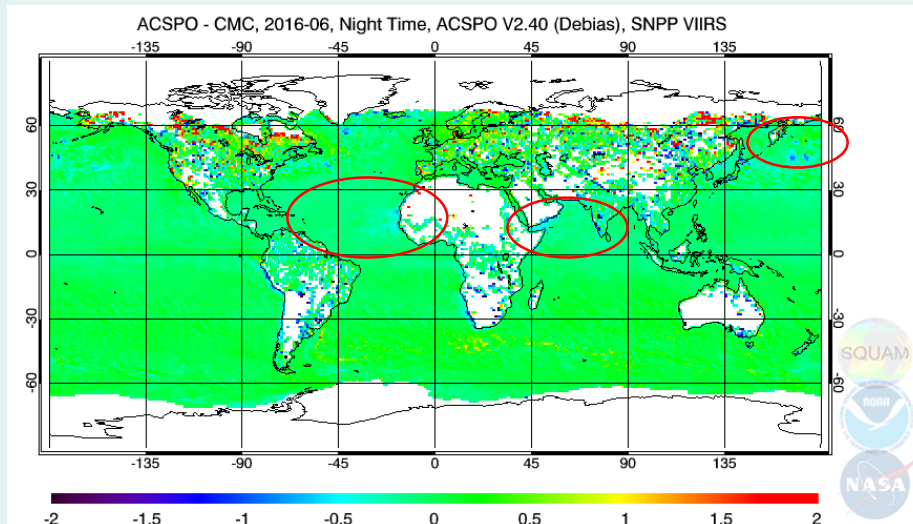 ACSPO - CMC, 2016-06, Night Time, ACSPO V2.40 (Debias), SNPP VIIRS
-135 -90 -45 0 45 90 135
60 60
30 30
0 0
-30 -30
-60 -60
-135 -90 -45 0 45 90 135
SQUAM
NOAA
NASA
-2 -1.5 -1 -0.5 0 0.5 1 1.5 2